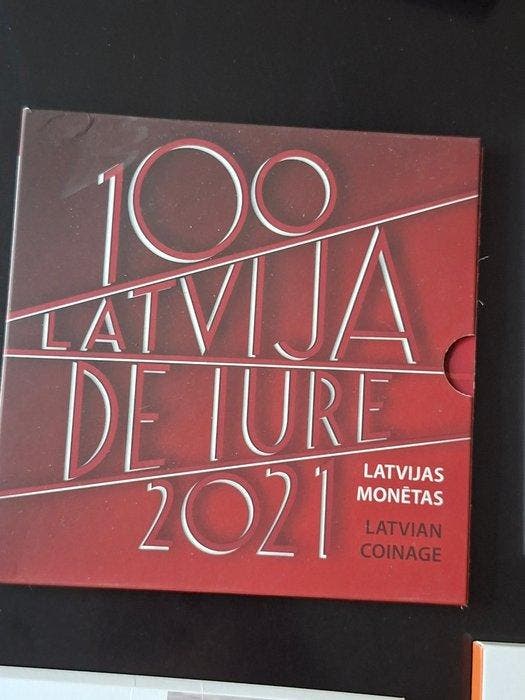 100
LATVIJA
DE IURE
2021
LATVIJAS
MONĒTAS
LATVIAN
COINAGE